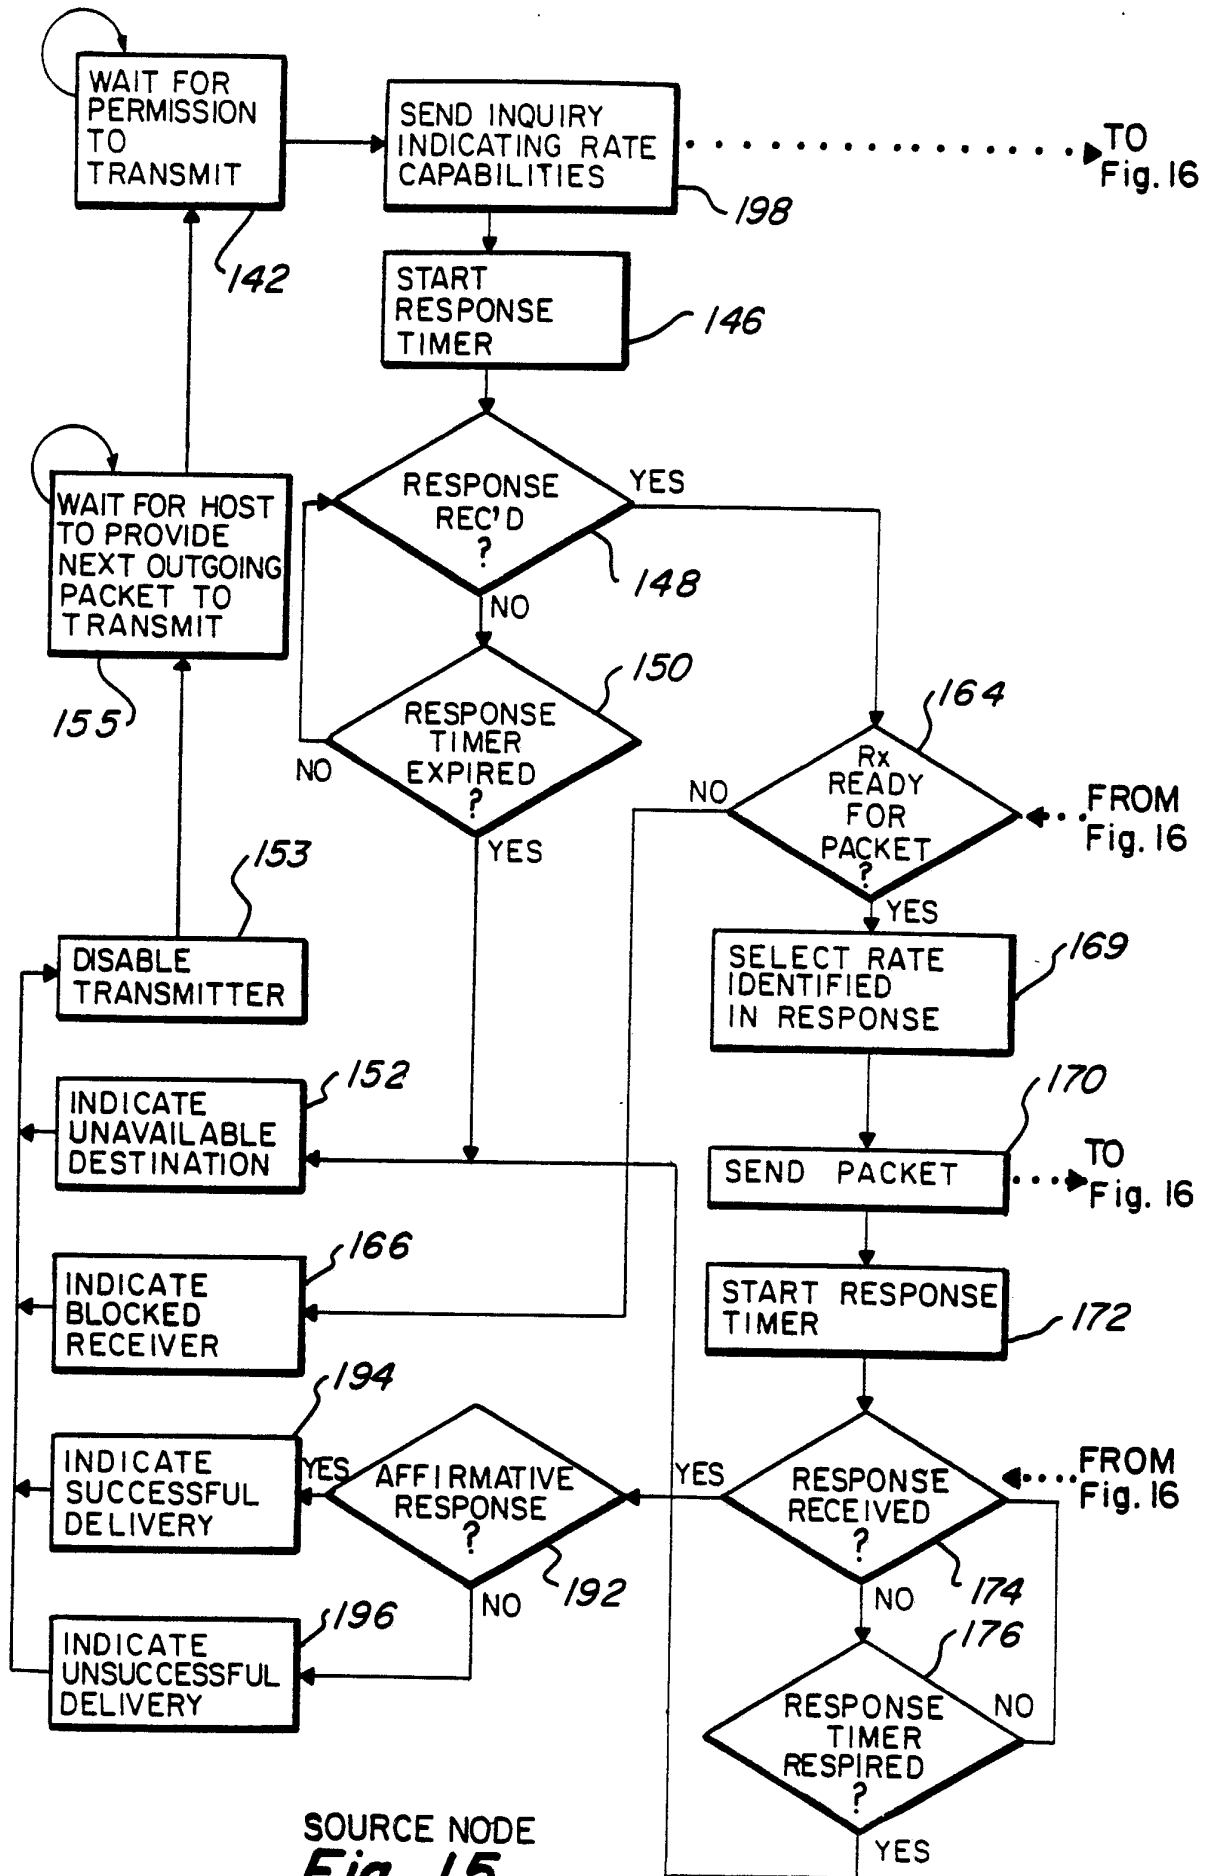 WAIT FOR
PERMISSION
TO
TRANSMIT
142
SEND INQUIRY
INDICATING RATE
CAPABILITIES
198
TO
Fig. 16
START
RESPONSE
TIMER
146
RESPONSE
REC'D
?
YES
148
NO
WAIT FOR HOST
TO PROVIDE
NEXT OUTGOING
PACKET TO
TRANSMIT
155
RESPONSE
TIMER
EXPIRED
?
150
NO
YES
164
Rx
READY
FOR
PACKET
?
NO
FROM
Fig. 16
YES
153
DISABLE
TRANSMITTER
SELECT RATE
IDENTIFIED
IN RESPONSE
169
152
INDICATE
UNAVAILABLE
DESTINATION
170
SEND PACKET
TO
Fig. 16
166
INDICATE
BLOCKED
RECEIVER
START RESPONSE
TIMER
172
194
INDICATE
SUCCESSFUL
DELIVERY
YES
AFFIRMATIVE
RESPONSE
?
192
NO
YES
RESPONSE
RECEIVED
?
174
NO
FROM
Fig. 16
196
INDICATE
UNSUCCESSFUL
DELIVERY
176
RESPONSE
TIMER
RESPIRED
?
NO
YES
SOURCE NODE
Fig. 15